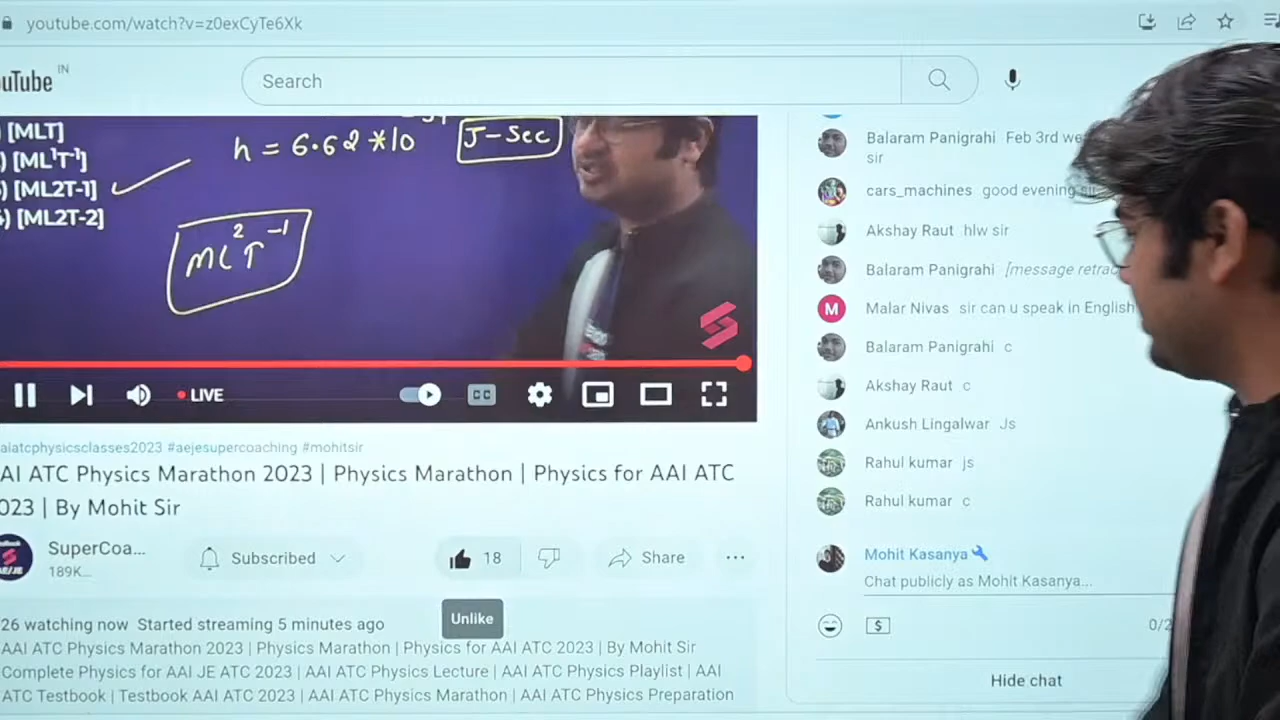 youtube.com/watch?v=z0exCyTe6Xk
uTube IN
Search
[MLT]
) [ML¹T¹]
) [ML2T-1]
) [ML2T-2]
h = 6.62 *10
J-Sec
ML²T⁻¹
LIVE
CC
aiatcphysicsclasses2023 #aejesupercoaching #mohitsir
AI ATC Physics Marathon 2023 | Physics Marathon | Physics for AAI ATC
023 | By Mohit Sir
SuperCoa...
189K...
Subscribed
18
Share
Unlike
26 watching now Started streaming 5 minutes ago
AAI ATC Physics Marathon 2023 | Physics Marathon | Physics for AAI ATC 2023 | By Mohit Sir
Complete Physics for AAI JE ATC 2023 | AAI ATC Physics Lecture | AAI ATC Physics Playlist | AAI
ATC Testbook | Testbook AAI ATC 2023 | AAI ATC Physics Marathon | AAI ATC Physics Preparation
Balaram Panigrahi Feb 3rd we
sir
cars_machines good evening sir
Akshay Raut hlw sir
Balaram Panigrahi [message retrac
M Malar Nivas sir can u speak in English
Balaram Panigrahi c
Akshay Raut c
Ankush Lingalwar Js
Rahul kumar js
Rahul kumar c
Mohit Kasanya
Chat publicly as Mohit Kasanya...
$
0/2
Hide chat